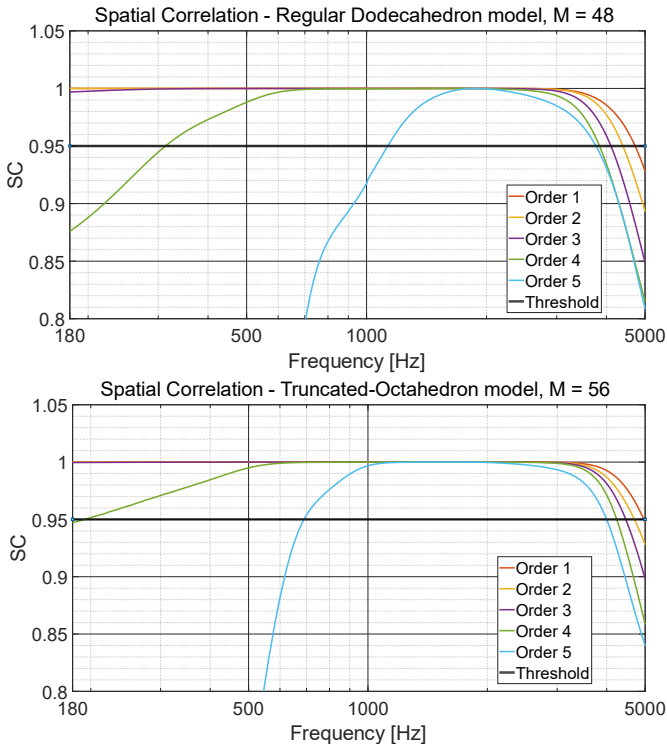 Spatial Correlation - Regular Dodecahedron model, M = 48
1.05
1
0.95
0.9
0.85
0.8
SC
Order 1
Order 2
Order 3
Order 4
Order 5
Threshold
180
500
1000
5000
Frequency [Hz]
Spatial Correlation - Truncated-Octahedron model, M = 56
1.05
1
0.95
0.9
0.85
0.8
SC
Order 1
Order 2
Order 3
Order 4
Order 5
Threshold
180
500
1000
5000
Frequency [Hz]